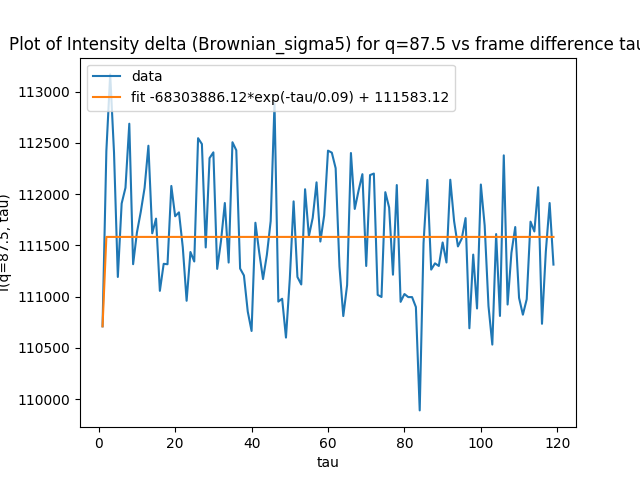 Plot of Intensity delta (Brownian_sigma5) for q=87.5 vs frame difference tau
data
fit -68303886.12*exp(-tau/0.09) + 111583.12
113000
112500
112000
111500
111000
110500
110000
I(q=87.5, tau)
0 20 40 60 80 100 120
tau